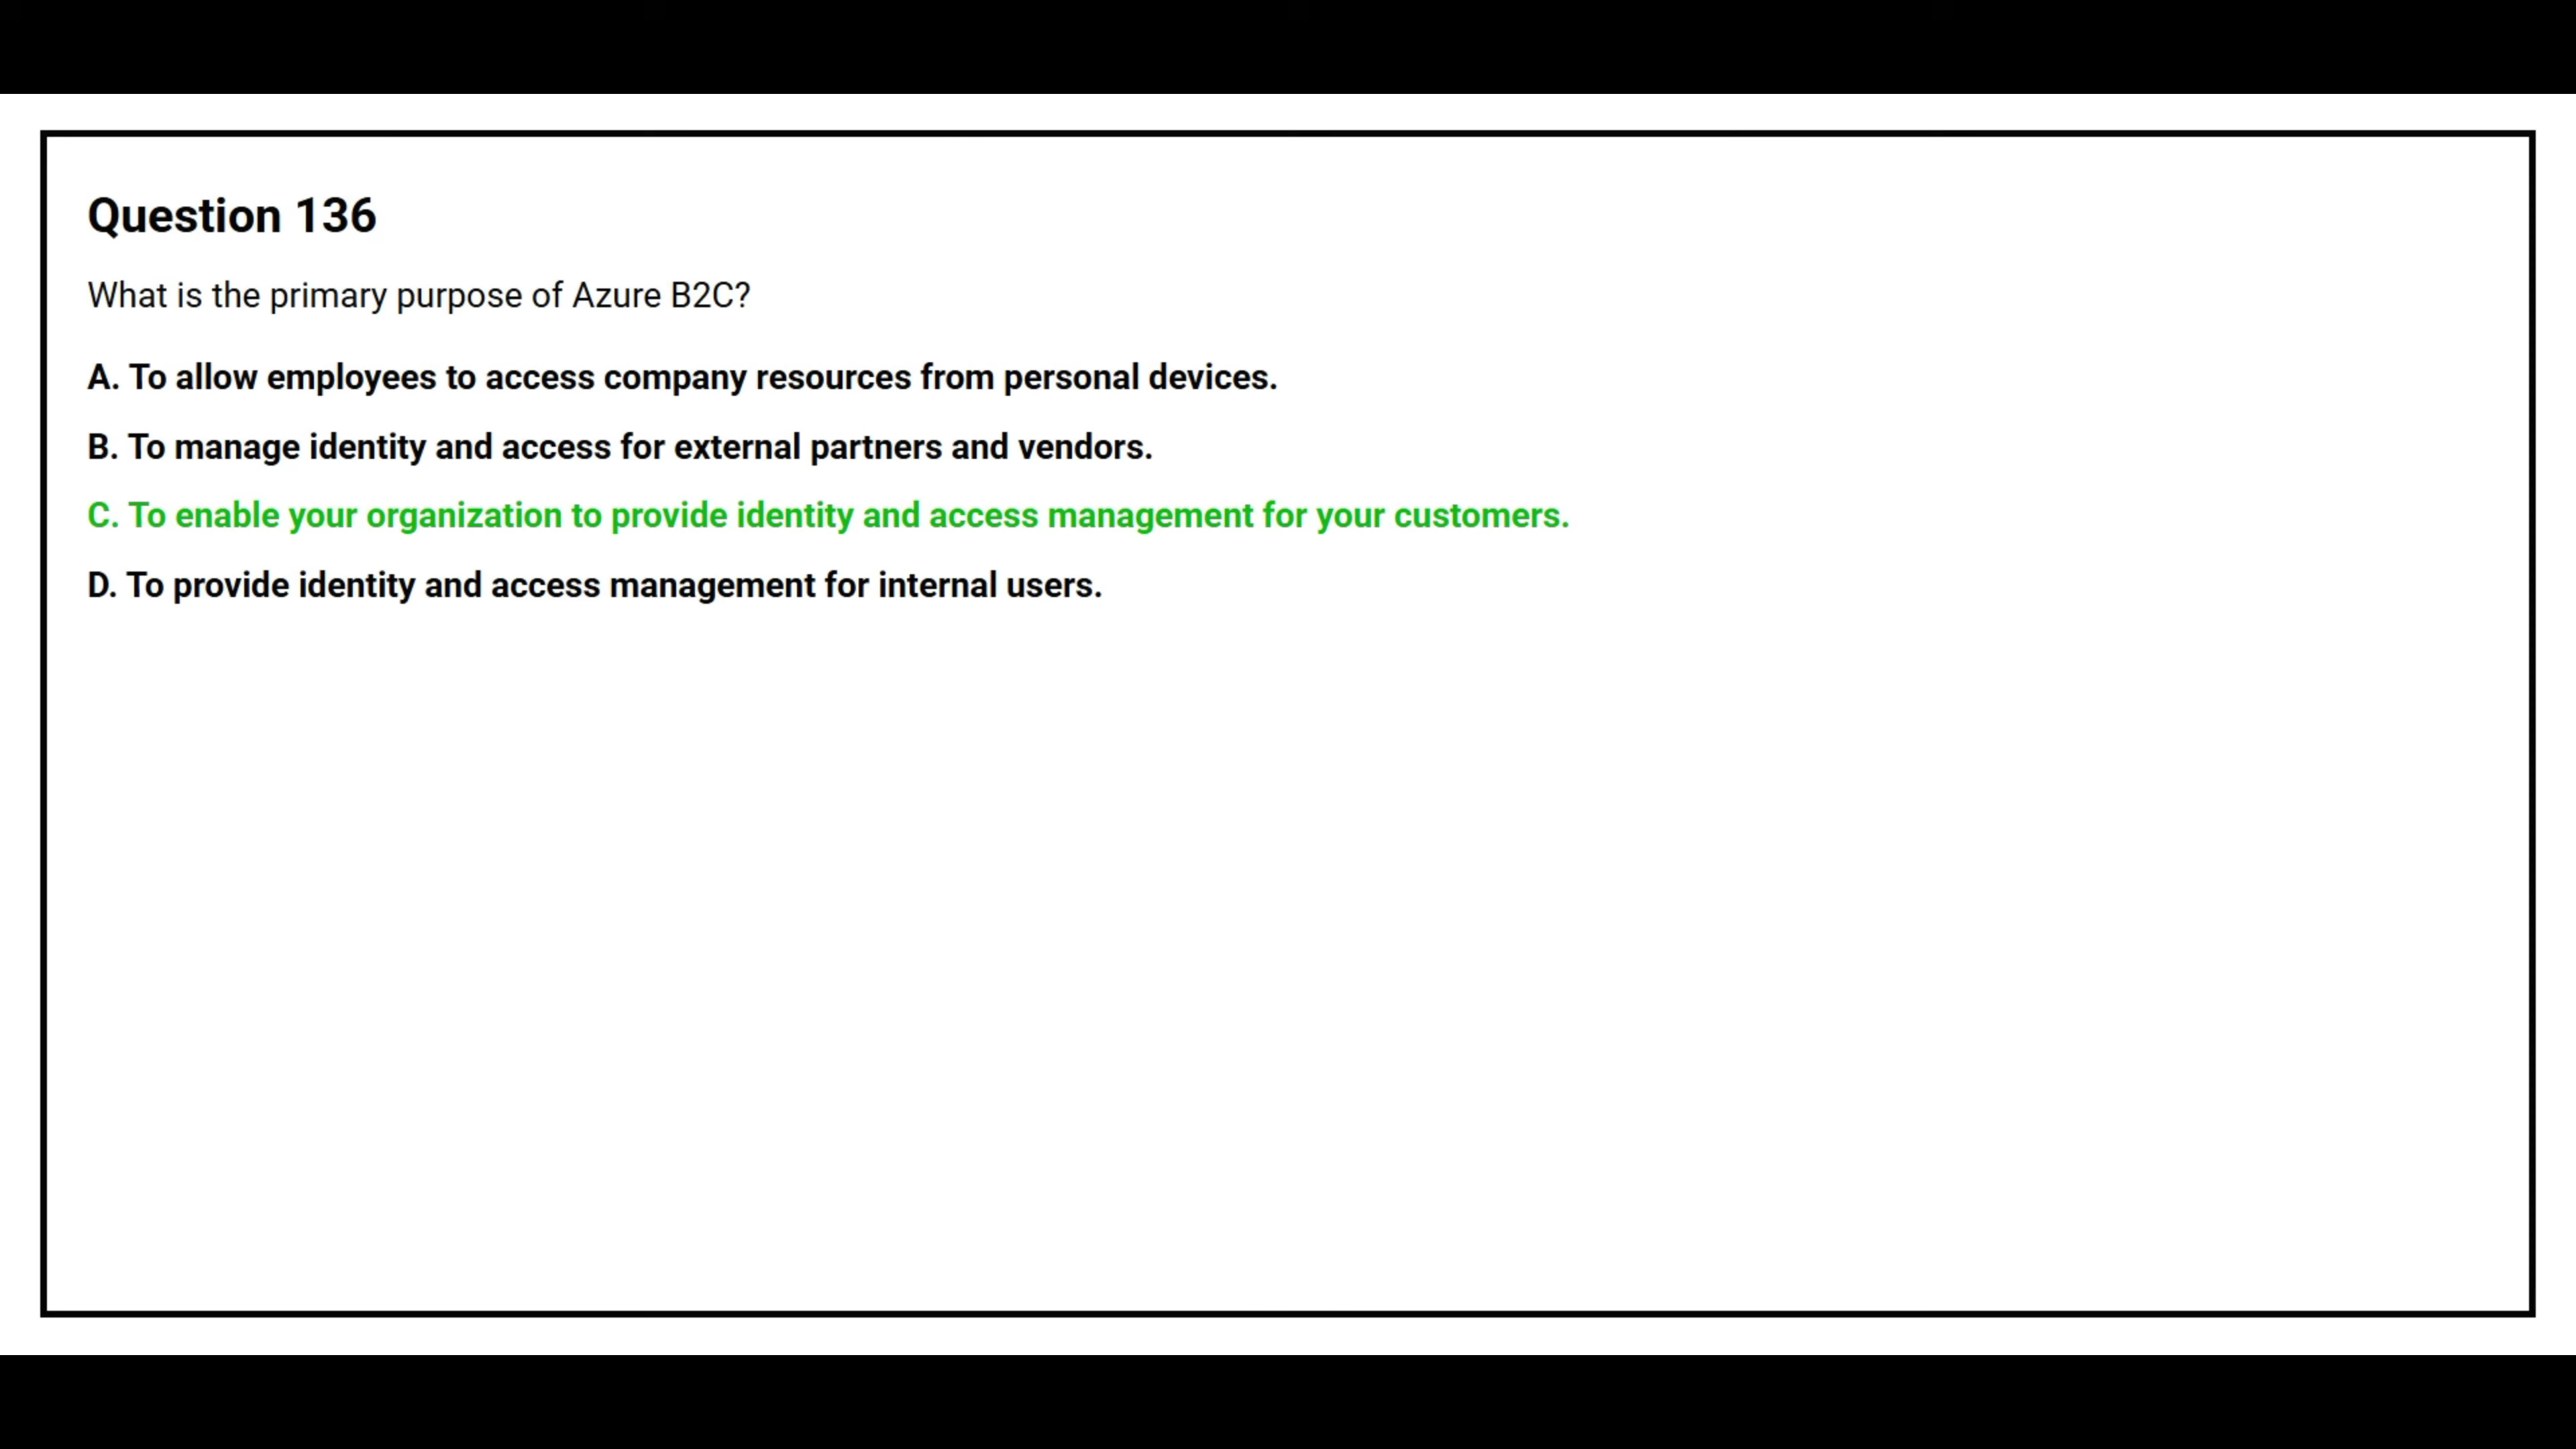 Question 136
What is the primary purpose of Azure B2C?
A. To allow employees to access company resources from personal devices.
B. To manage identity and access for external partners and vendors.
C. To enable your organization to provide identity and access management for your customers.
D. To provide identity and access management for internal users.